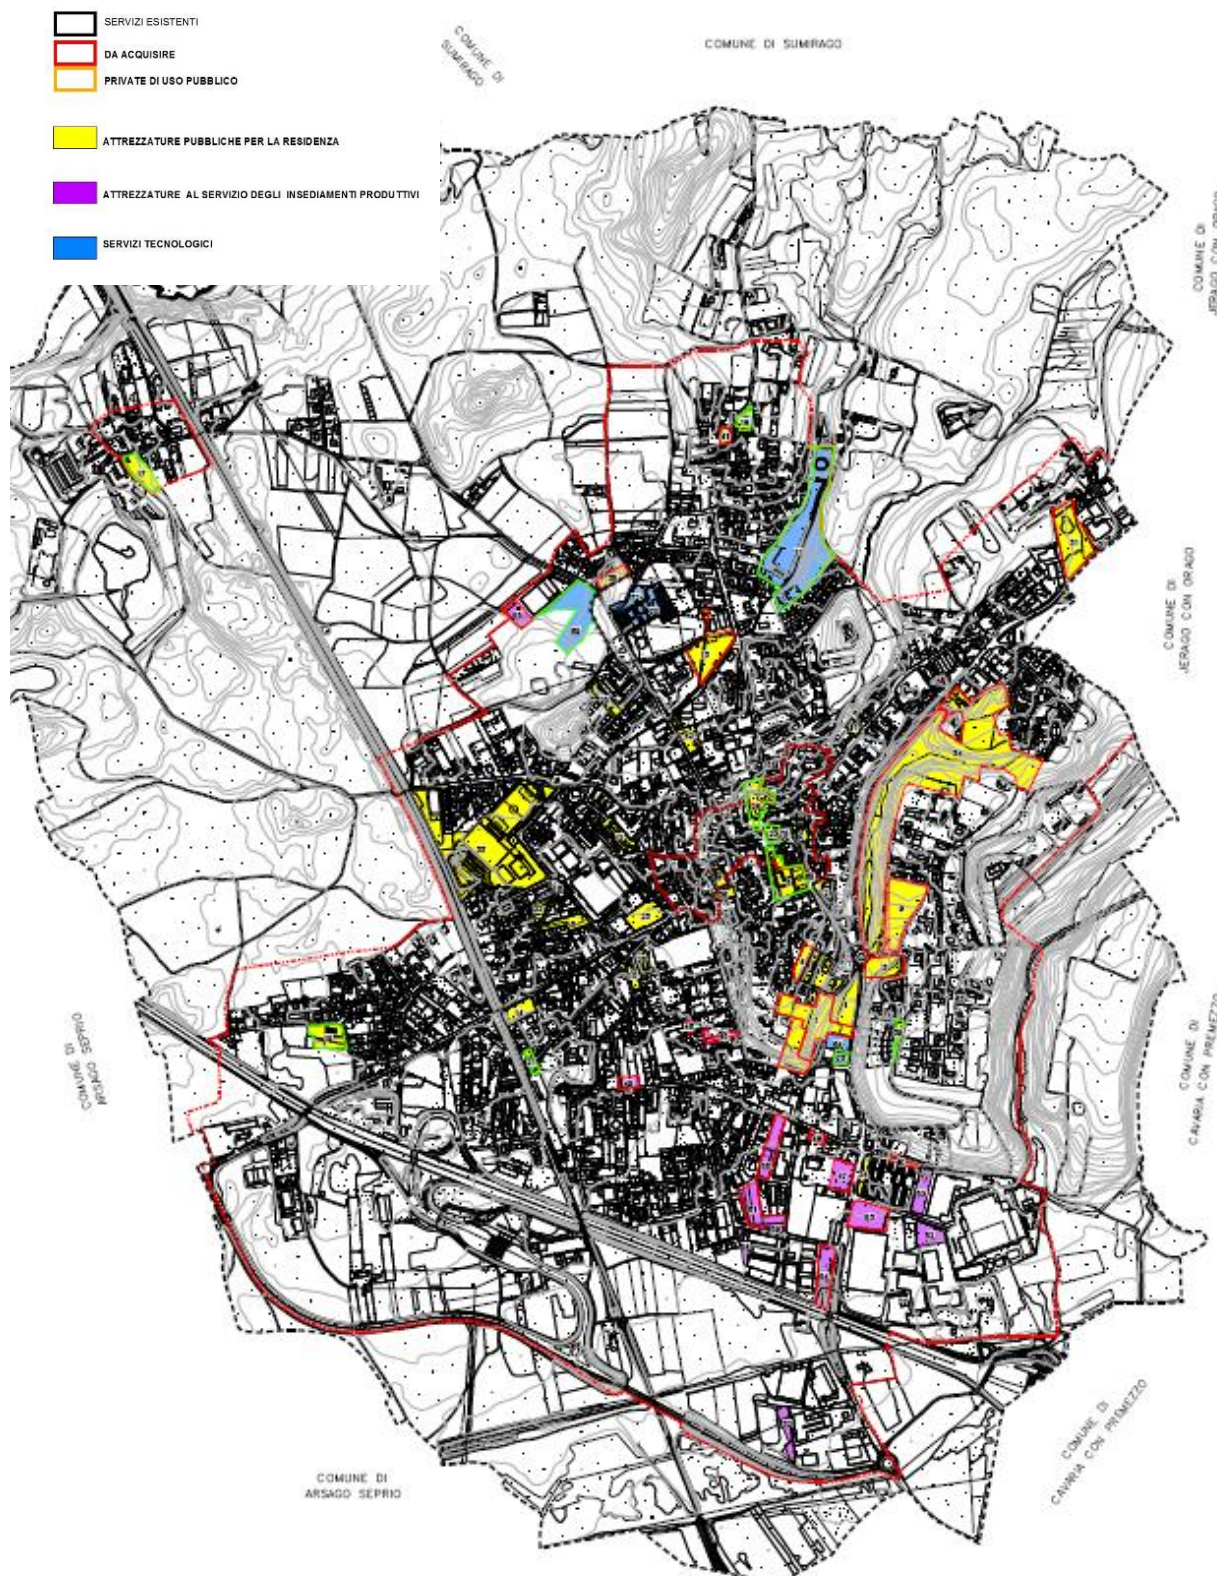 SERVIZI ESISTENTI
DA ACQUISIRE
PRIVATE DI USO PUBBLICO
ATTREZZATURE PUBBLICHE PER LA RESIDENZA
ATTREZZATURE AL SERVIZIO DEGLI INSEDIAMENTI PRODUTTIVI
SERVIZI TECNOLOGICI
COMUNE DI
SUMIRAGO
COMUNE DI SUMIRAGO
COMUNE DI
JERAGO CON ORAGO
COMUNE DI
JERAGO CON ORAGO
COMUNE DI
CAVARIA CON PREMEZZO
COMUNE DI
ARSAGO SEPRIO
COMUNE DI
CAVARIA CON PREMEZZO
COMUNE DI
ARSAGO SEPRIO